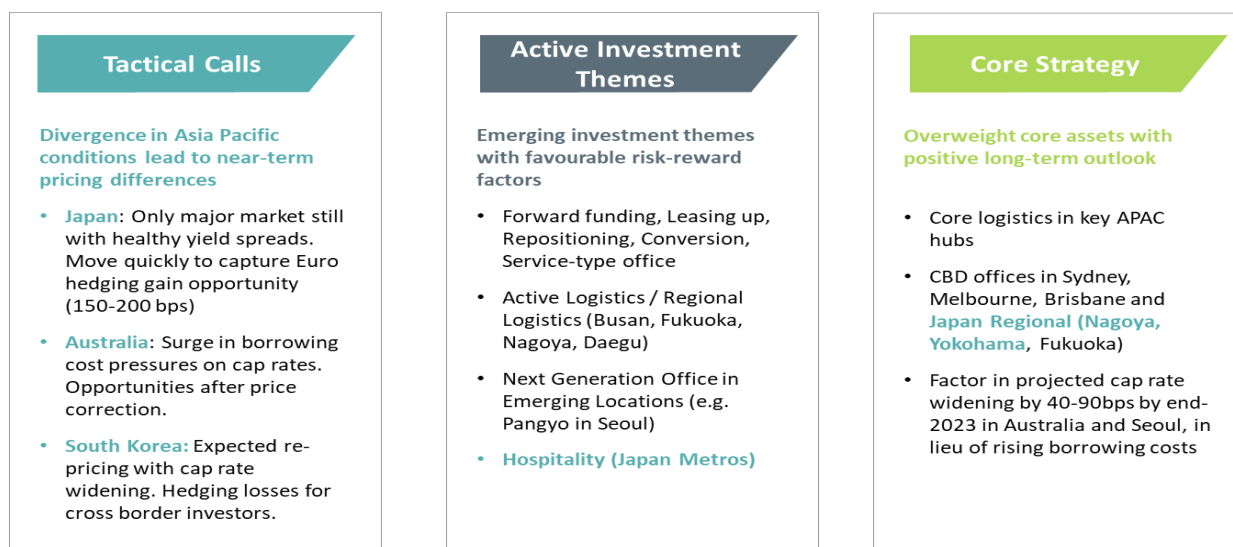 Tactical Calls
Divergence in Asia Pacific
conditions lead to near-term
pricing differences
• Japan: Only major market still
with healthy yield spreads.
Move quickly to capture Euro
hedging gain opportunity
(150-200 bps)
• Australia: Surge in borrowing
cost pressures on cap rates.
Opportunities after price
correction.
• South Korea: Expected re-
pricing with cap rate
widening. Hedging losses for
cross border investors.
Active Investment
Themes
Emerging investment themes
with favourable risk-reward
factors
• Forward funding, Leasing up,
Repositioning, Conversion,
Service-type office
• Active Logistics / Regional
Logistics (Busan, Fukuoka,
Nagoya, Daegu)
• Next Generation Office in
Emerging Locations (e.g.
Pangyo in Seoul)
• Hospitality (Japan Metros)
Core Strategy
Overweight core assets with
positive long-term outlook
• Core logistics in key APAC
hubs
• CBD offices in Sydney,
Melbourne, Brisbane and
Japan Regional (Nagoya,
Yokohama, Fukuoka)
• Factor in projected cap rate
widening by 40-90bps by end-
2023 in Australia and Seoul, in
lieu of rising borrowing costs